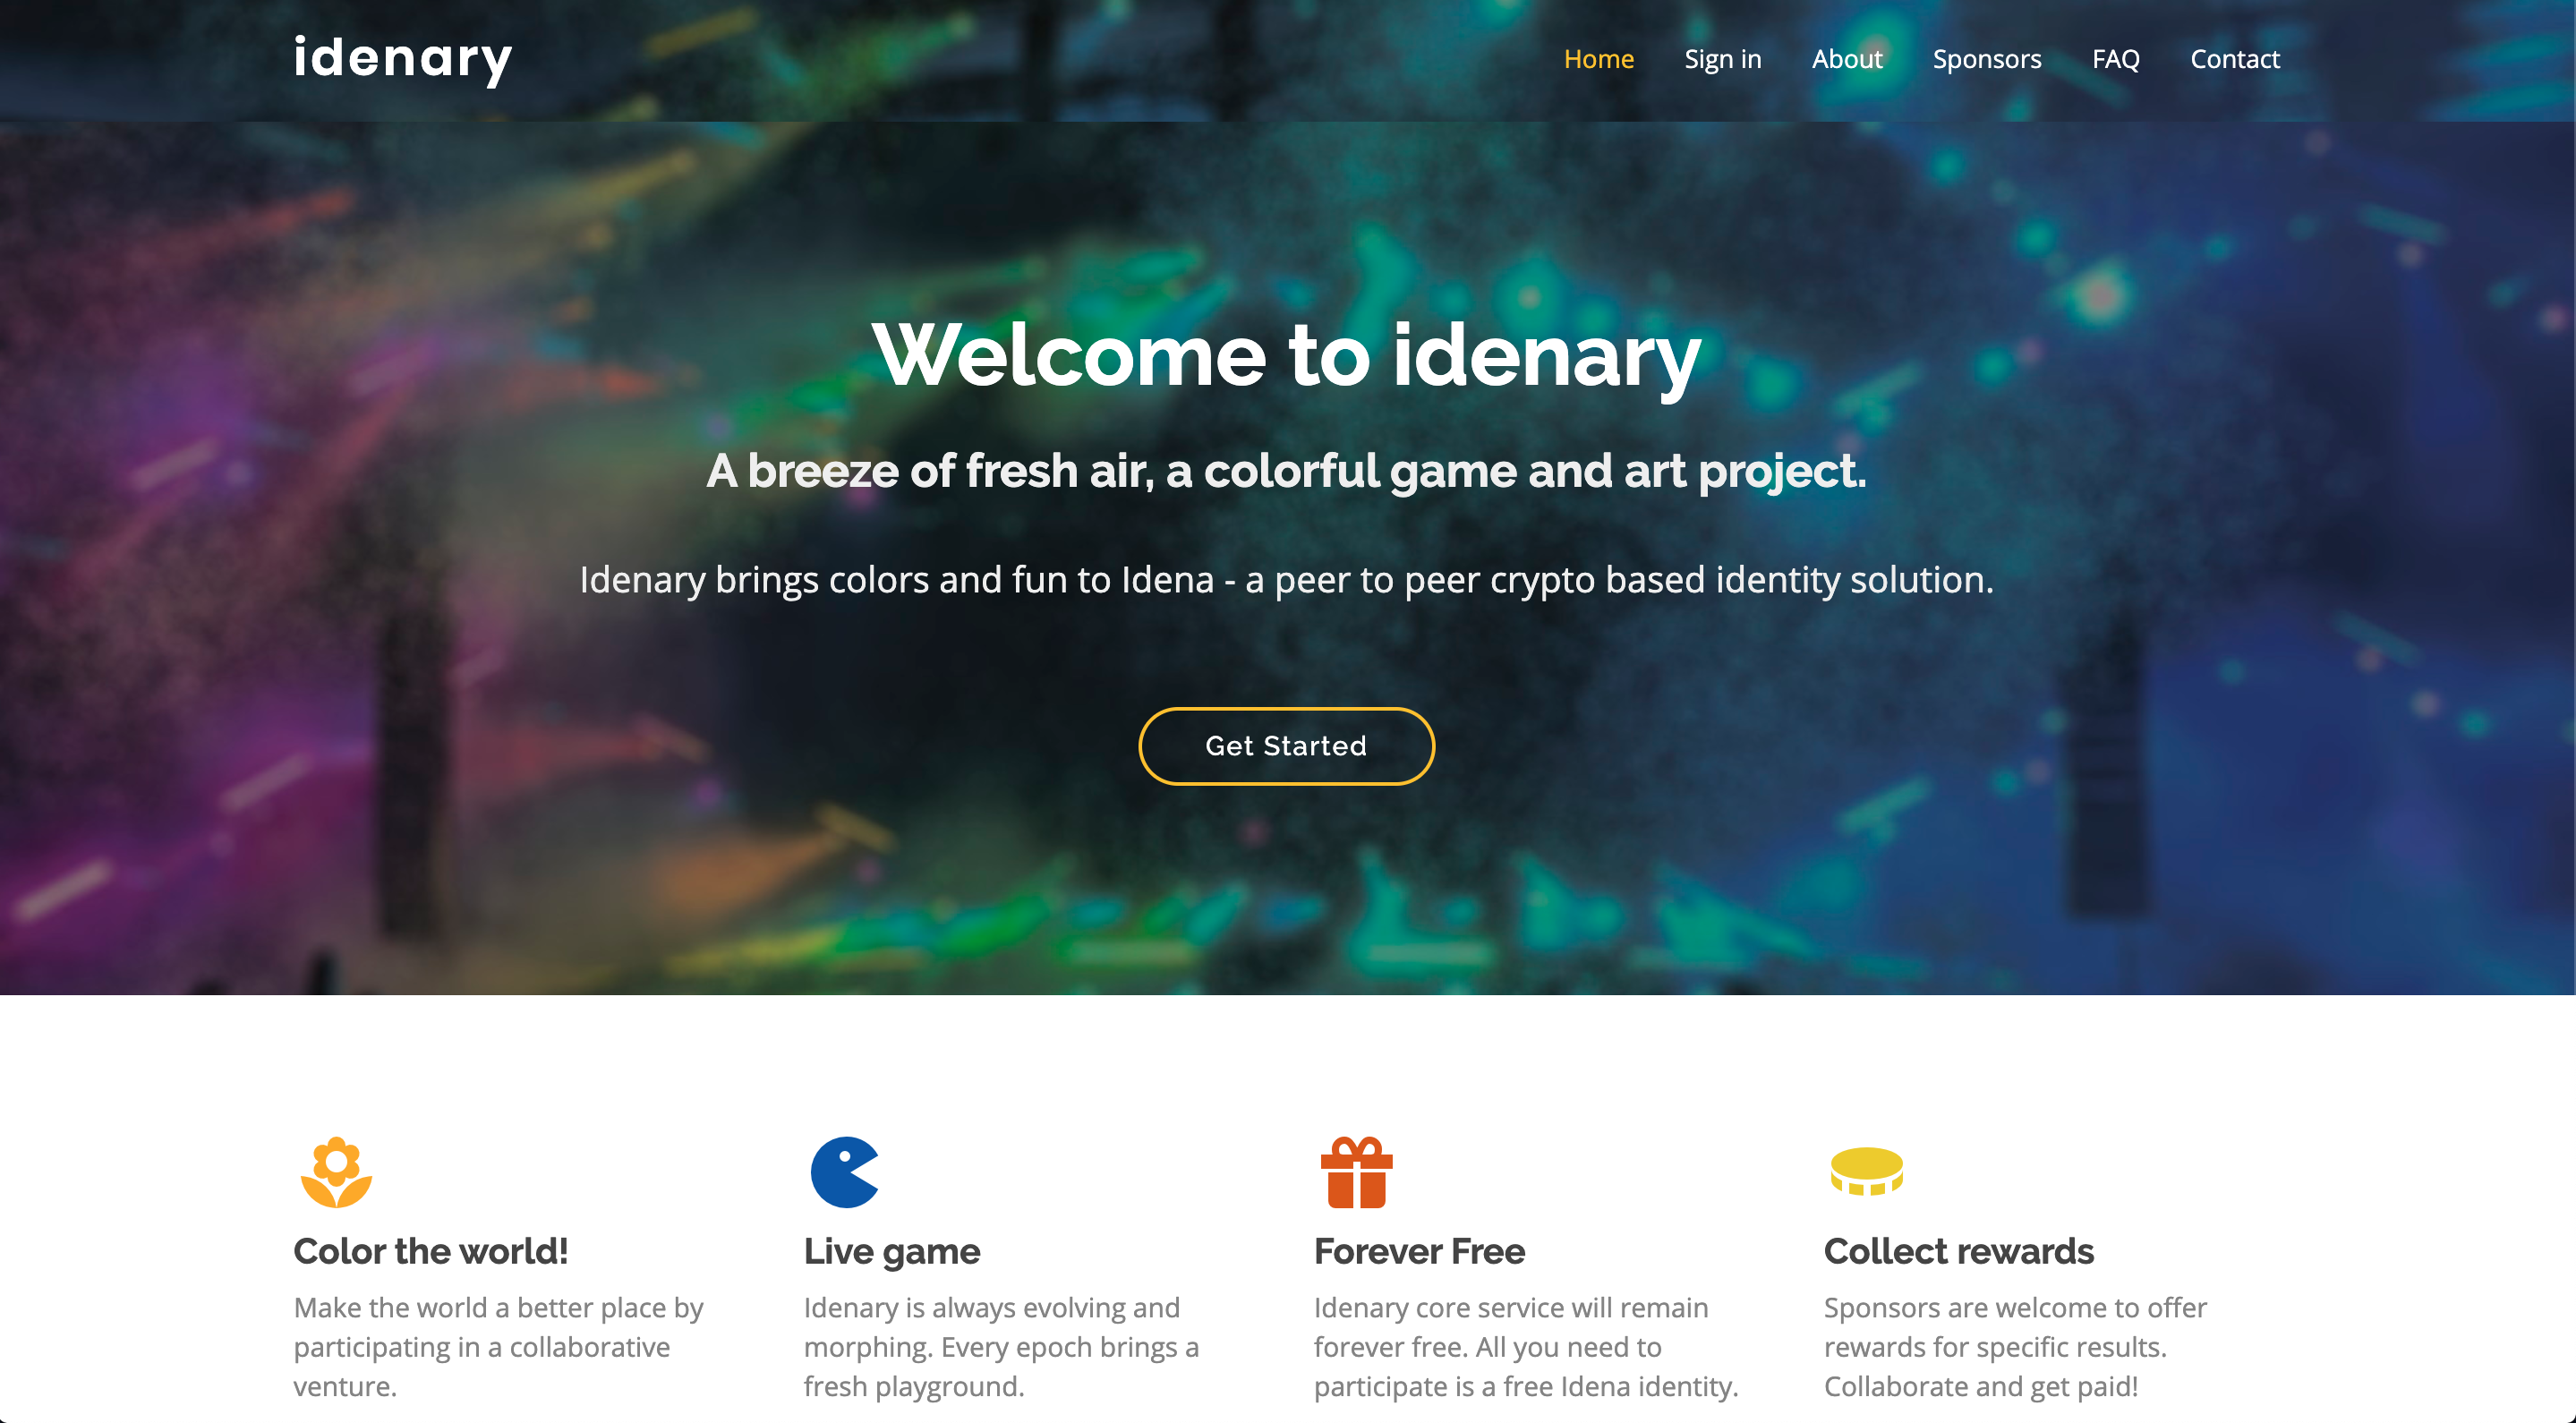 idenary
Home Sign in About Sponsors FAQ Contact
Welcome to idenary
A breeze of fresh air, a colorful game and art project.
Idenary brings colors and fun to Idena - a peer to peer crypto based identity solution.
Get Started
Color the world!
Make the world a better place by
participating in a collaborative
venture.
Live game
Idenary is always evolving and
morphing. Every epoch brings a
fresh playground.
Forever Free
Idenary core service will remain
forever free. All you need to
participate is a free Idena identity.
Collect rewards
Sponsors are welcome to offer
rewards for specific results.
Collaborate and get paid!